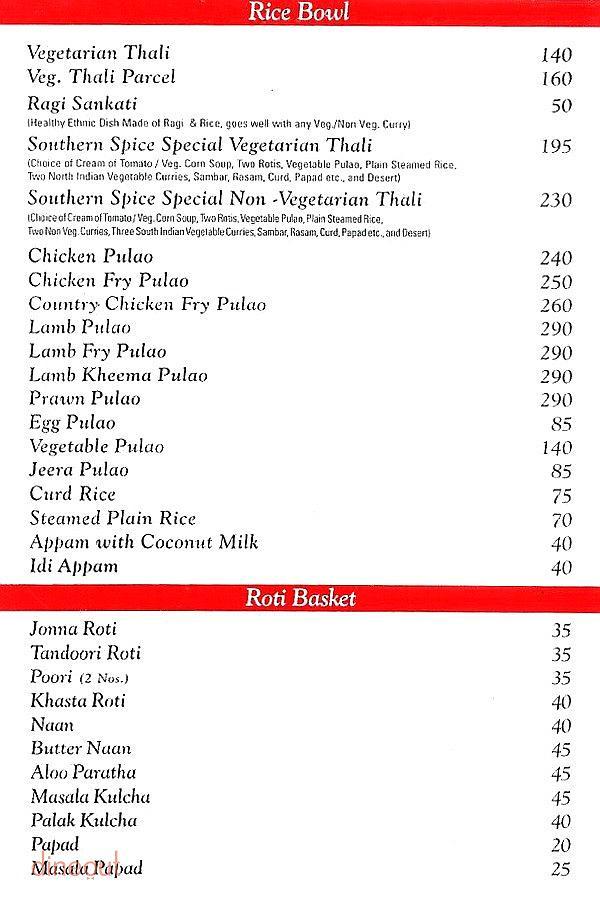 Rice Bowl
Vegetarian Thali 140
Veg. Thali Parcel 160
Ragi Sankati 50
(Healthy Ethnic Dish Made of Ragi & Rice, goes well with any Veg./Non Veg. Curry)
Southern Spice Special Vegetarian Thali 195
(Choice of Cream of Tomato / Veg. Corn Soup, Two Rotis, Vegetable Pulao, Plain Steamed Rice,
Two North Indian Vegetable Curries, Sambar, Rasam, Curd, Papad etc., and Desert)
Southern Spice Special Non -Vegetarian Thali 230
(Choice of Cream of Tomato / Veg. Corn Soup, Two Rotis, Vegetable Pulao, Plain Steamed Rice,
Two Non Veg. Curries, Three South Indian Vegetable Curries, Sambar, Rasam, Curd, Papad etc., and Desert)
Chicken Pulao 240
Chicken Fry Pulao 250
Country Chicken Fry Pulao 260
Lamb Pulao 290
Lamb Fry Pulao 290
Lamb Kheema Pulao 290
Prawn Pulao 290
Egg Pulao 85
Vegetable Pulao 140
Jeera Pulao 85
Curd Rice 75
Steamed Plain Rice 70
Appam with Coconut Milk 40
Idi Appam 40
Roti Basket
Jonna Roti 35
Tandoori Roti 35
Poori (2 Nos.) 35
Khasta Roti 40
Naan 40
Butter Naan 45
Aloo Paratha 45
Masala Kulcha 45
Palak Kulcha 40
Papad 20
Masala Papad 25
dineout